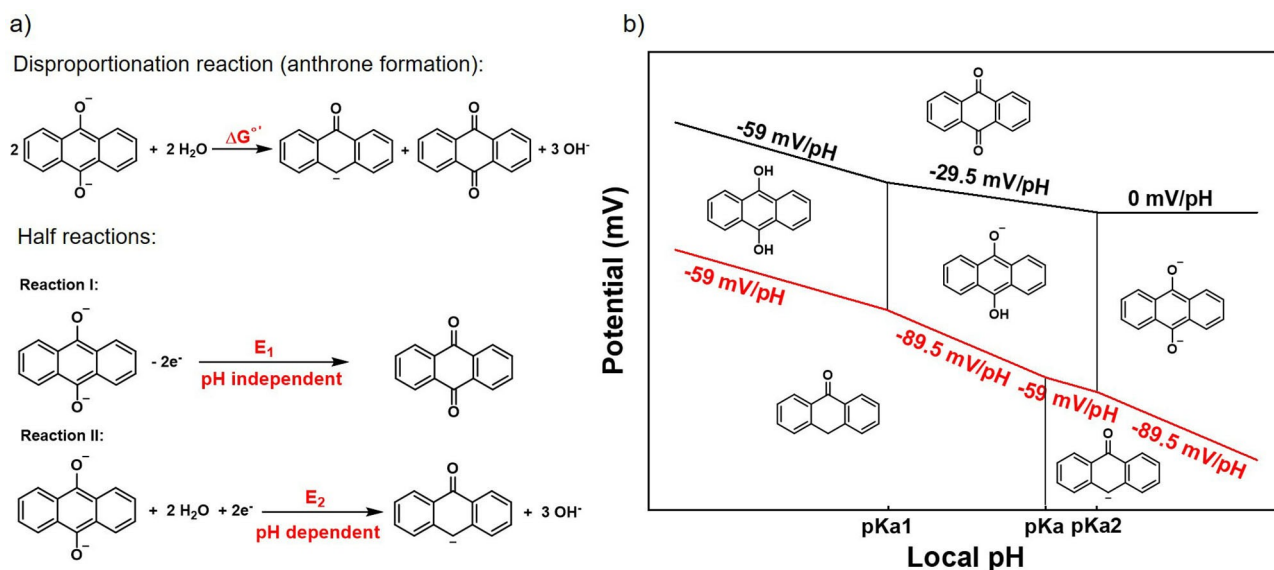 a)
Disproportionation reaction (anthrone formation):
O⁻
O
O
2
+ 2 H₂O
ΔG°'
+
+ 3 OH⁻
O⁻
−
O
Half reactions:
Reaction I:
O⁻
O
- 2e⁻
E₁
pH independent
O⁻
O
Reaction II:
O⁻
O
+ 2 H₂O + 2e⁻
E₂
pH dependent
+ 3 OH⁻
O⁻
−
b)
Potential (mV)
O
O
-59 mV/pH
-29.5 mV/pH
0 mV/pH
OH
OH
O⁻
OH
O⁻
O⁻
-59 mV/pH
-89.5 mV/pH
-59 mV/pH
-89.5 mV/pH
O
O
−
pKa1
pKa
pKa2
Local pH